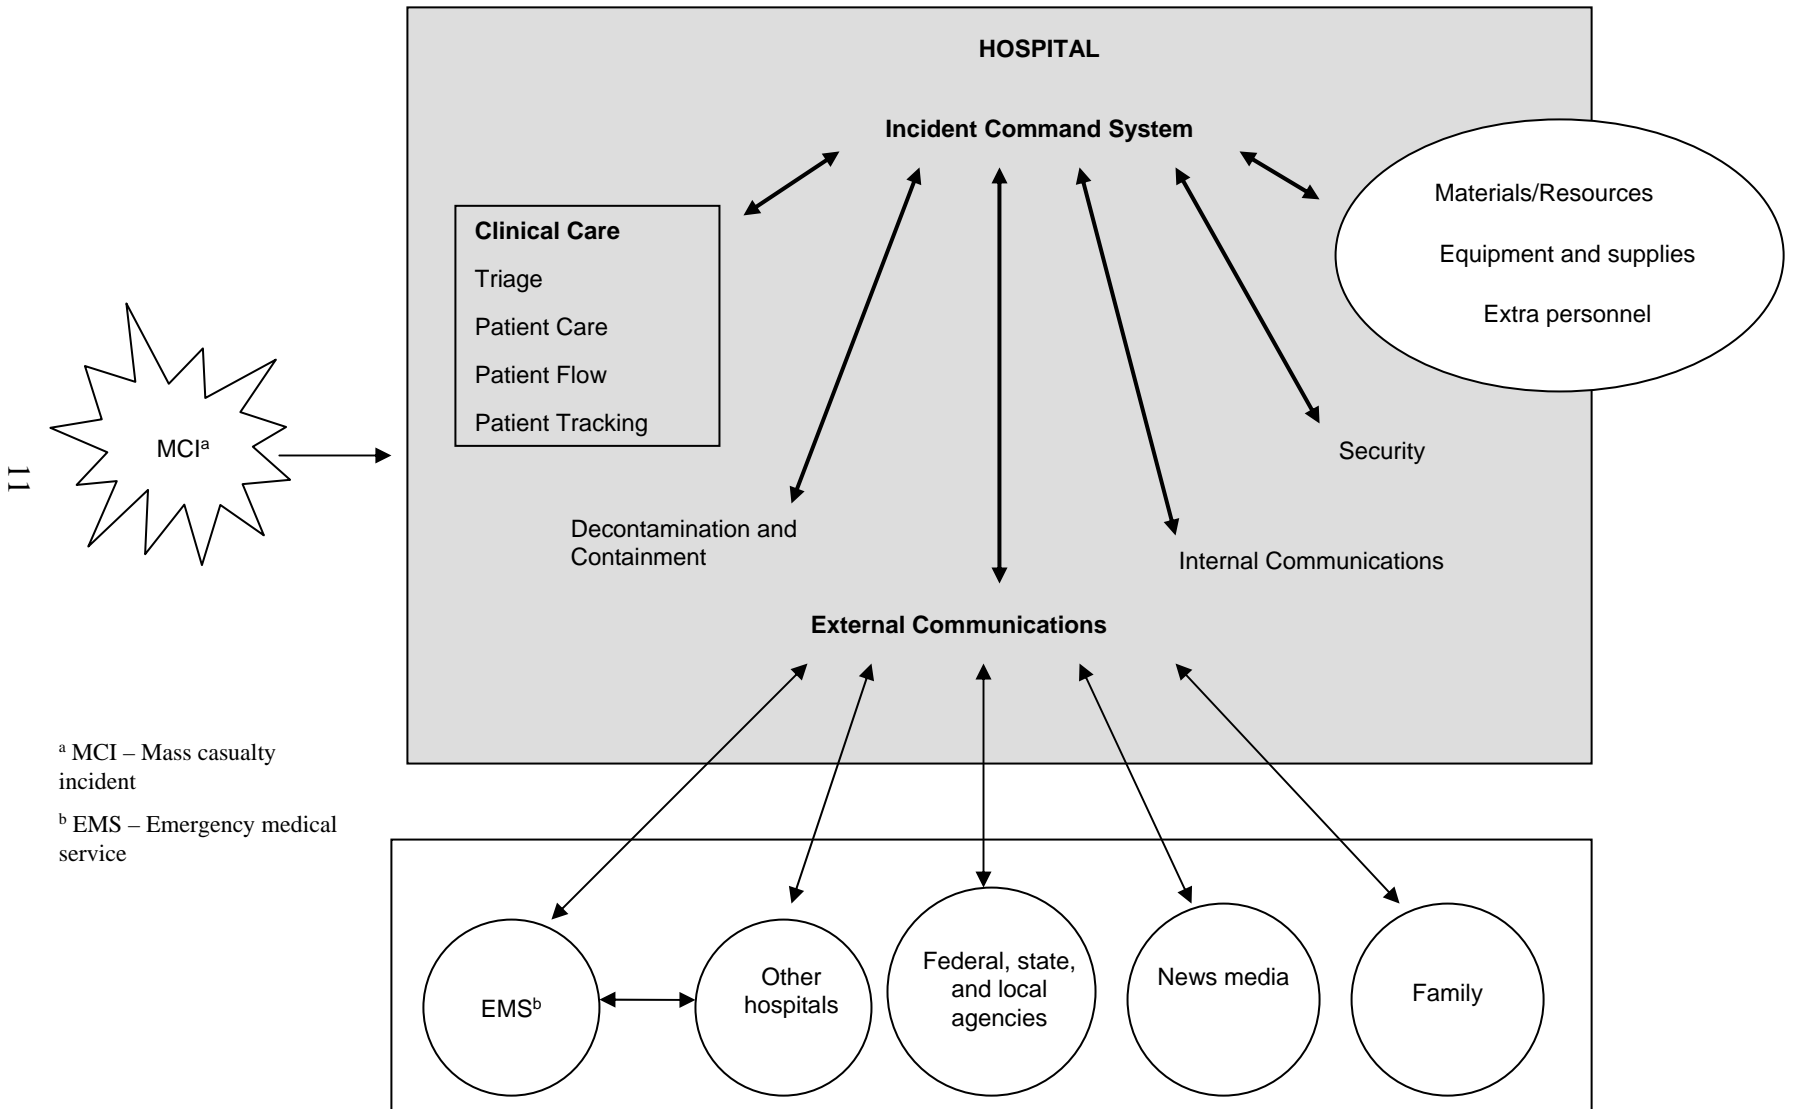 HOSPITAL
Incident Command System
Clinical Care
Triage
Patient Care
Patient Flow
Patient Tracking
Materials/Resources
Equipment and supplies
Extra personnel
MCIᵃ
11
Security
Decontamination and
Containment
Internal Communications
External Communications
ᵃ MCI – Mass casualty
incident
ᵇ EMS – Emergency medical
service
EMSᵇ
Other
hospitals
Federal, state,
and local
agencies
News media
Family